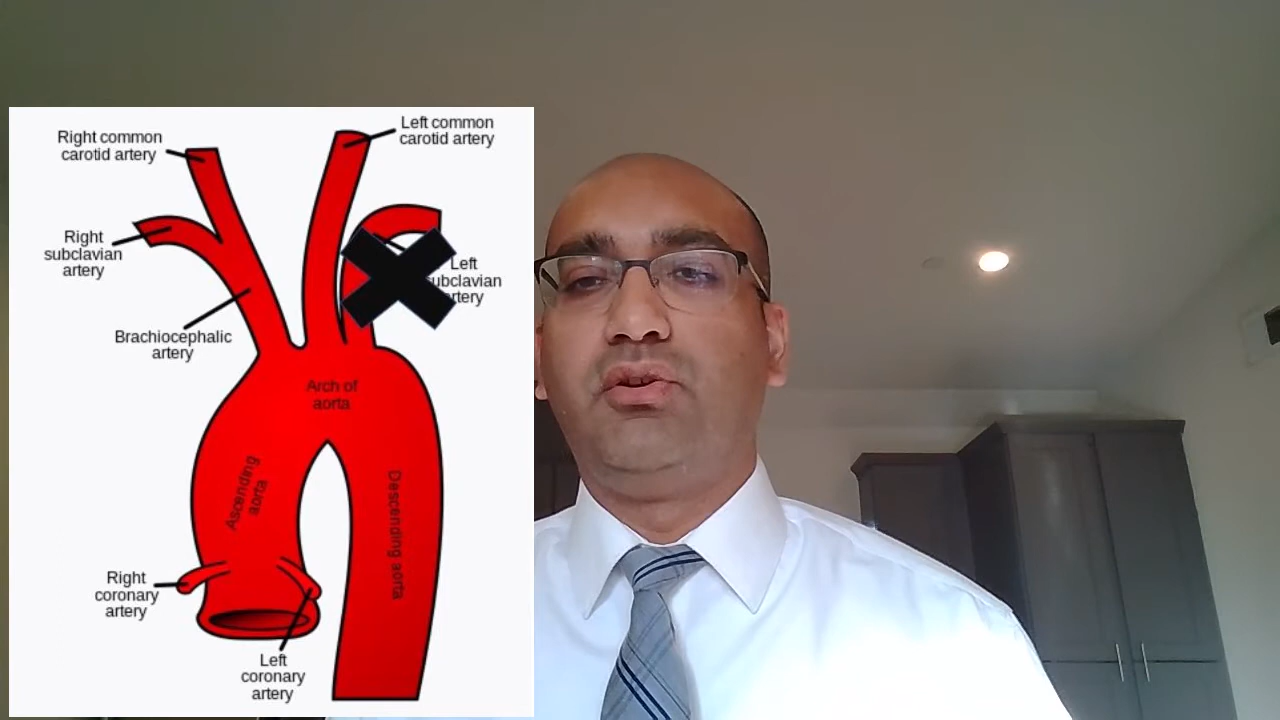 Right common
carotid artery
Left common
carotid artery
Right
subclavian
artery
Left
Brachiocephalic
artery
Arch of
aorta
Ascending
aorta
Descending aorta
Right
coronary
artery
Left
coronary
artery